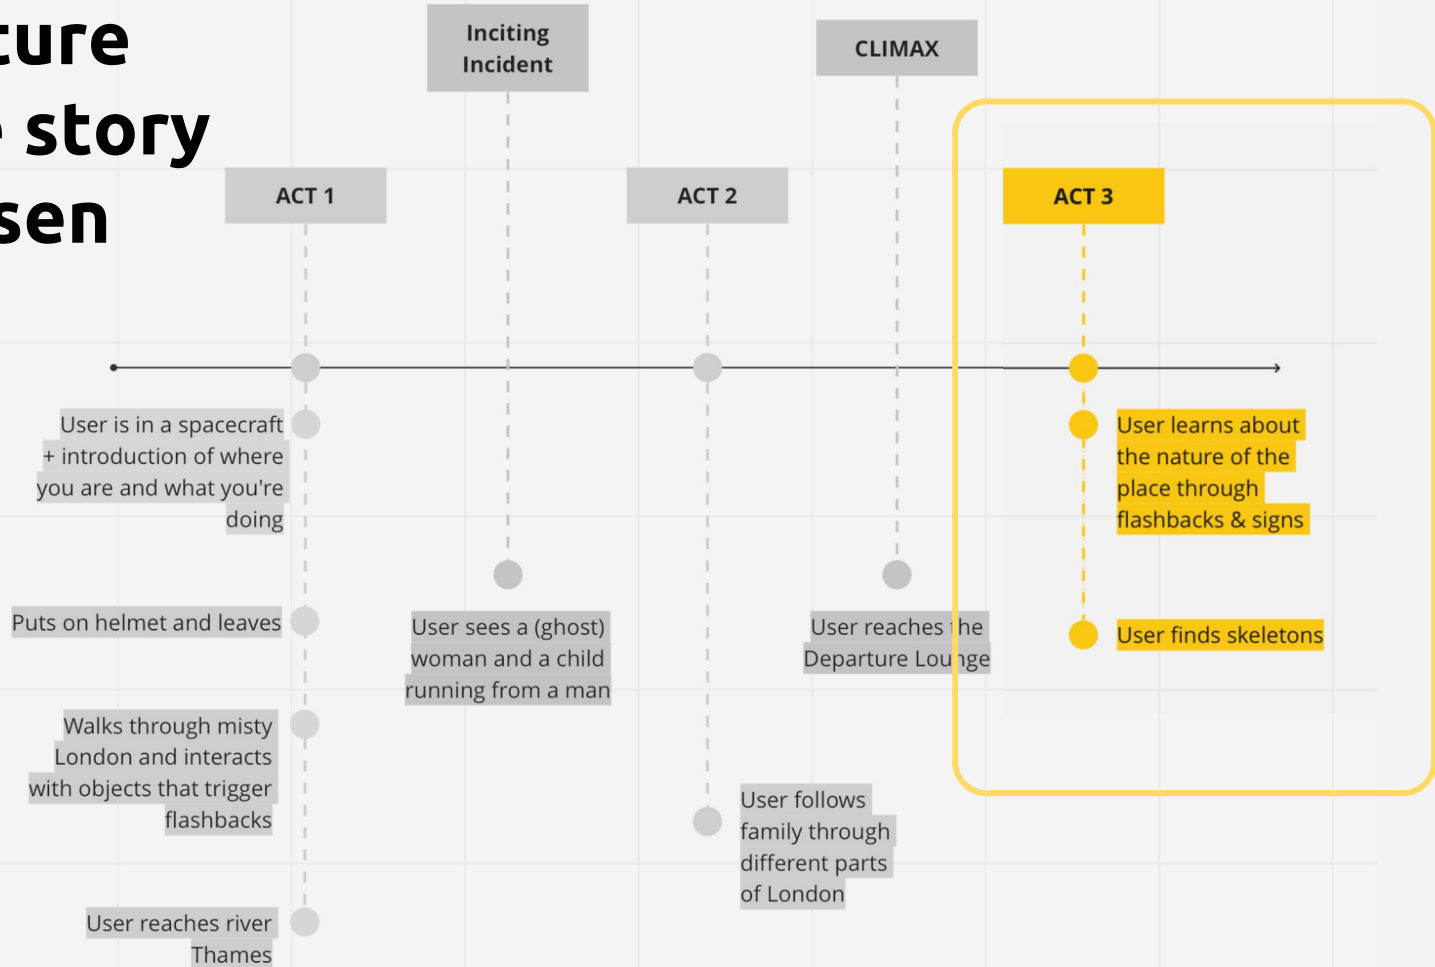 ture
e story
sen
Inciting
Incident
CLIMAX
ACT 1
ACT 2
ACT 3
User is in a spacecraft
+ introduction of where
you are and what you're
doing
Puts on helmet and leaves
Walks through misty
London and interacts
with objects that trigger
flashbacks
User reaches river
Thames
User sees a (ghost)
woman and a child
running from a man
User follows
family through
different parts
of London
User reaches the
Departure Lounge
User learns about
the nature of the
place through
flashbacks & signs
User finds skeletons